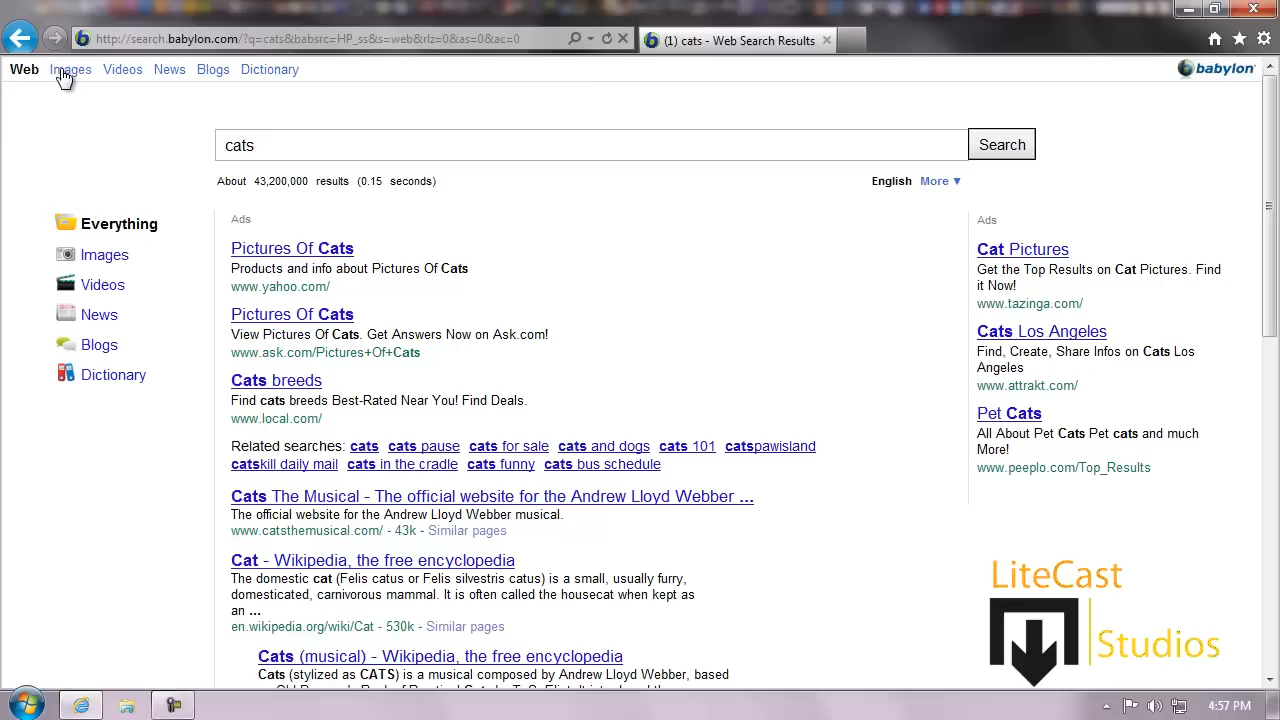 http://search.babylon.com/?q=cats&babsrc=HP_ss&s=web&rlz=0&as=0&ac=0
(1) cats - Web Search Results
Web Images Videos News Blogs Dictionary
babylon
cats
Search
About 43,200,000 results (0.15 seconds)
English More ▼
Everything
Images
Videos
News
Blogs
Dictionary
Ads
Pictures Of Cats
Products and info about Pictures Of Cats
www.yahoo.com/
Pictures Of Cats
View Pictures Of Cats. Get Answers Now on Ask.com!
www.ask.com/Pictures+Of+Cats
Cats breeds
Find cats breeds Best-Rated Near You! Find Deals.
www.local.com/
Related searches: cats cats pause cats for sale cats and dogs cats 101 catspawisland
catskill daily mail cats in the cradle cats funny cats bus schedule
Cats The Musical - The official website for the Andrew Lloyd Webber ...
The official website for the Andrew Lloyd Webber musical.
www.catsthemusical.com/ - 43k - Similar pages
Cat - Wikipedia, the free encyclopedia
The domestic cat (Felis catus or Felis silvestris catus) is a small, usually furry,
domesticated, carnivorous mammal. It is often called the housecat when kept as
an ...
en.wikipedia.org/wiki/Cat - 530k - Similar pages
Cats (musical) - Wikipedia, the free encyclopedia
Cats (stylized as CATS) is a musical composed by Andrew Lloyd Webber, based
Ads
Cat Pictures
Get the Top Results on Cat Pictures. Find
it Now!
www.tazinga.com/
Cats Los Angeles
Find, Create, Share Infos on Cats Los
Angeles
www.attrakt.com/
Pet Cats
All About Pet Cats Pet cats and much
More!
www.peeplo.com/Top_Results
LiteCast
Studios
4:57 PM